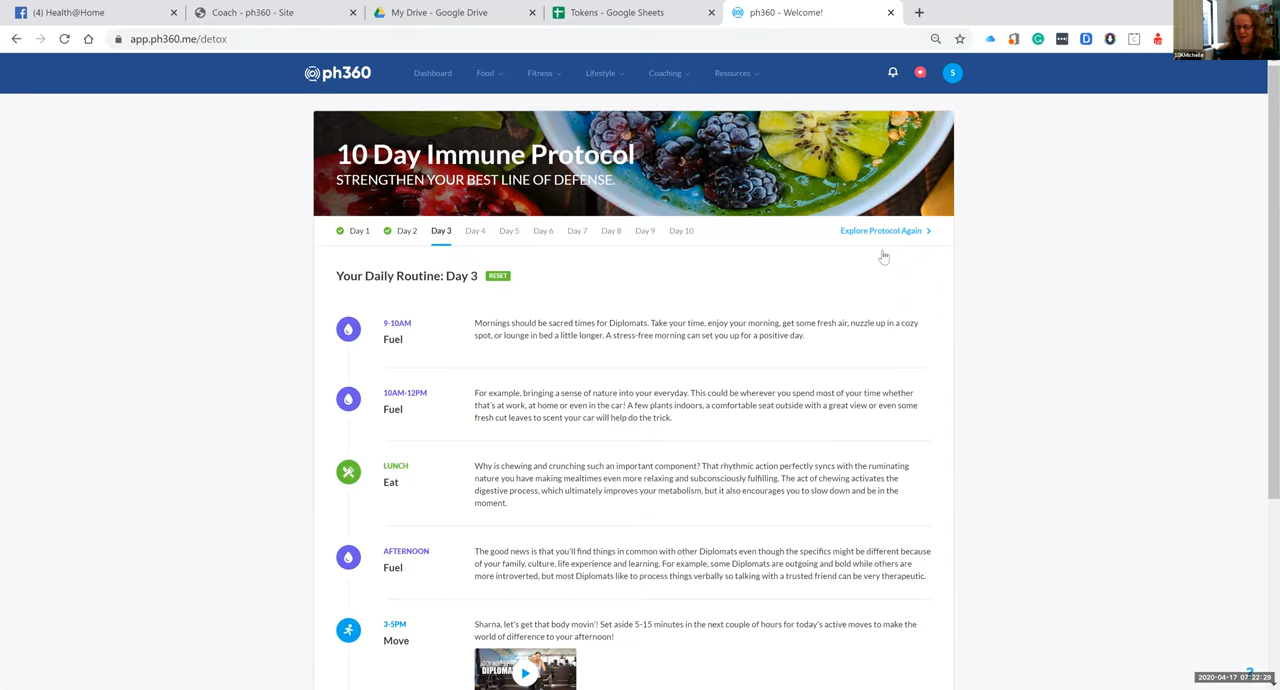 (4) Health@Home
Coach - ph360 - Site
My Drive - Google Drive
Tokens - Google Sheets
ph360 - Welcome!
app.ph360.me/detox
ph360
Dashboard
Food
Fitness
Lifestyle
Coaching
Resources
S
10 Day Immune Protocol
STRENGTHEN YOUR BEST LINE OF DEFENSE.
Day 1
Day 2
Day 3
Day 4
Day 5
Day 6
Day 7
Day 8
Day 9
Day 10
Explore Protocol Again
Your Daily Routine: Day 3
RESET
9-10AM
Fuel
Mornings should be sacred times for Diplomats. Take your time, enjoy your morning, get some fresh air, nuzzle up in a cozy
spot, or lounge in bed a little longer. A stress-free morning can set you up for a positive day.
10AM-12PM
Fuel
For example, bringing a sense of nature into your everyday. This could be wherever you spend most of your time whether
that's at work, at home or even in the car! A few plants indoors, a comfortable seat outside with a great view or even some
fresh cut leaves to scent your car will help do the trick.
LUNCH
Eat
Why is chewing and crunching such an important component? That rhythmic action perfectly syncs with the ruminating
nature you have making mealtimes even more relaxing and subconsciously fulfilling. The act of chewing activates the
digestive process, which ultimately improves your metabolism, but it also encourages you to slow down and be in the
moment.
AFTERNOON
Fuel
The good news is that you'll find things in common with other Diplomats even though the specifics might be different because
of your family, culture, life experience and learning. For example, some Diplomats are outgoing and bold while others are
more introverted, but most Diplomats like to process things verbally so talking with a trusted friend can be very therapeutic.
3-5PM
Move
Sharna, let's get that body movin'! Set aside 5-15 minutes in the next couple of hours for today's active moves to make the
world of difference to your afternoon!
DIPLOMA
2020-04-17 07:22:29